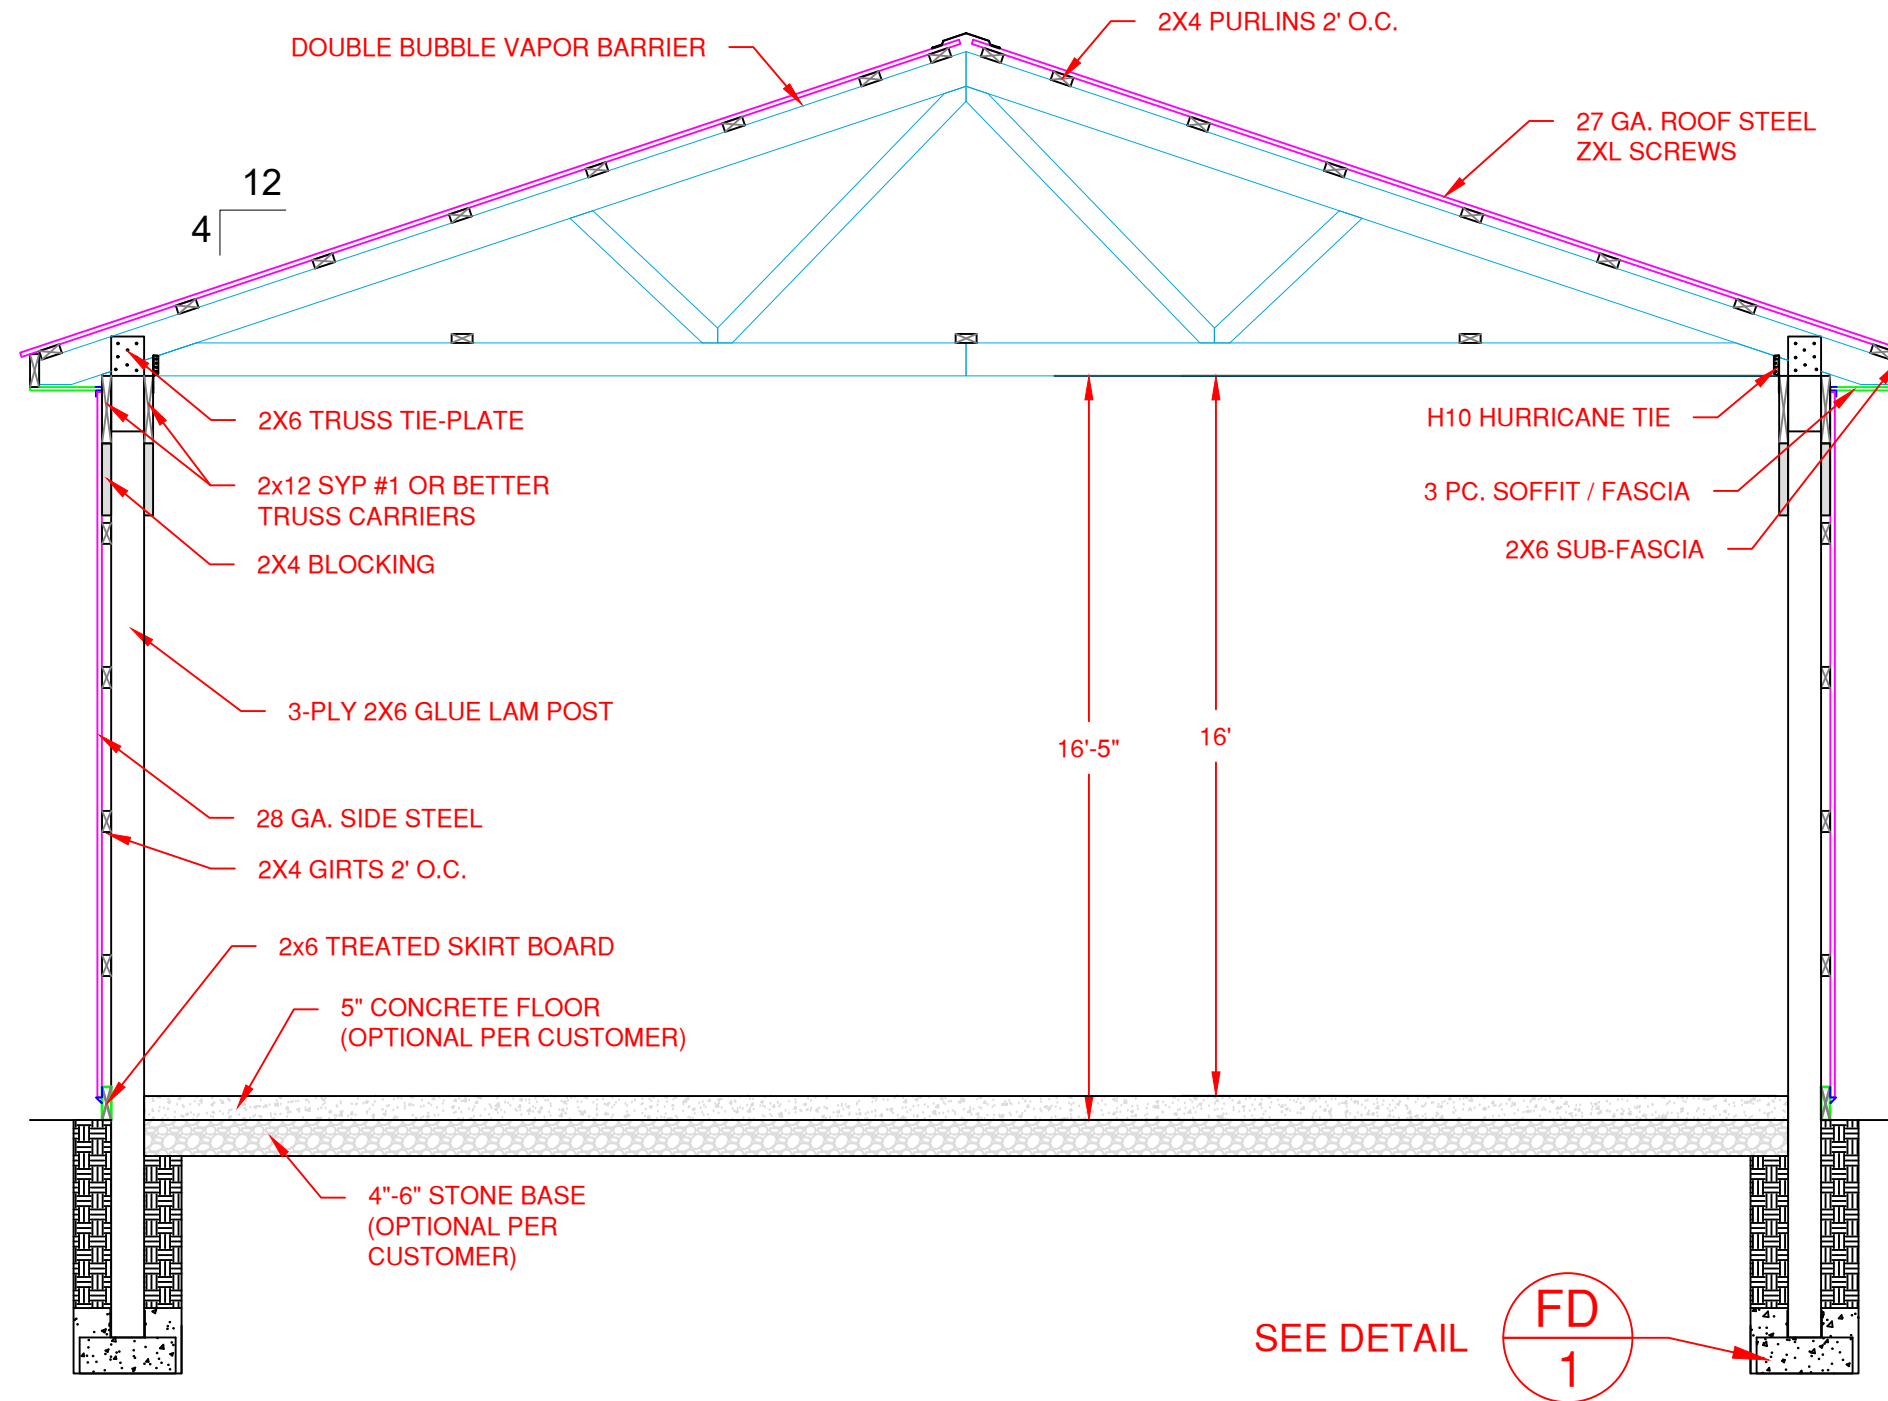 DOUBLE BUBBLE VAPOR BARRIER
2X4 PURLINS 2' O.C.
27 GA. ROOF STEEL
ZXL SCREWS
12
4
2X6 TRUSS TIE-PLATE
2x12 SYP #1 OR BETTER
TRUSS CARRIERS
2X4 BLOCKING
H10 HURRICANE TIE
3 PC. SOFFIT / FASCIA
2X6 SUB-FASCIA
3-PLY 2X6 GLUE LAM POST
16'-5"
16'
28 GA. SIDE STEEL
2X4 GIRTS 2' O.C.
2x6 TREATED SKIRT BOARD
5" CONCRETE FLOOR
(OPTIONAL PER CUSTOMER)
4"-6" STONE BASE
(OPTIONAL PER
CUSTOMER)
SEE DETAIL
FD
1